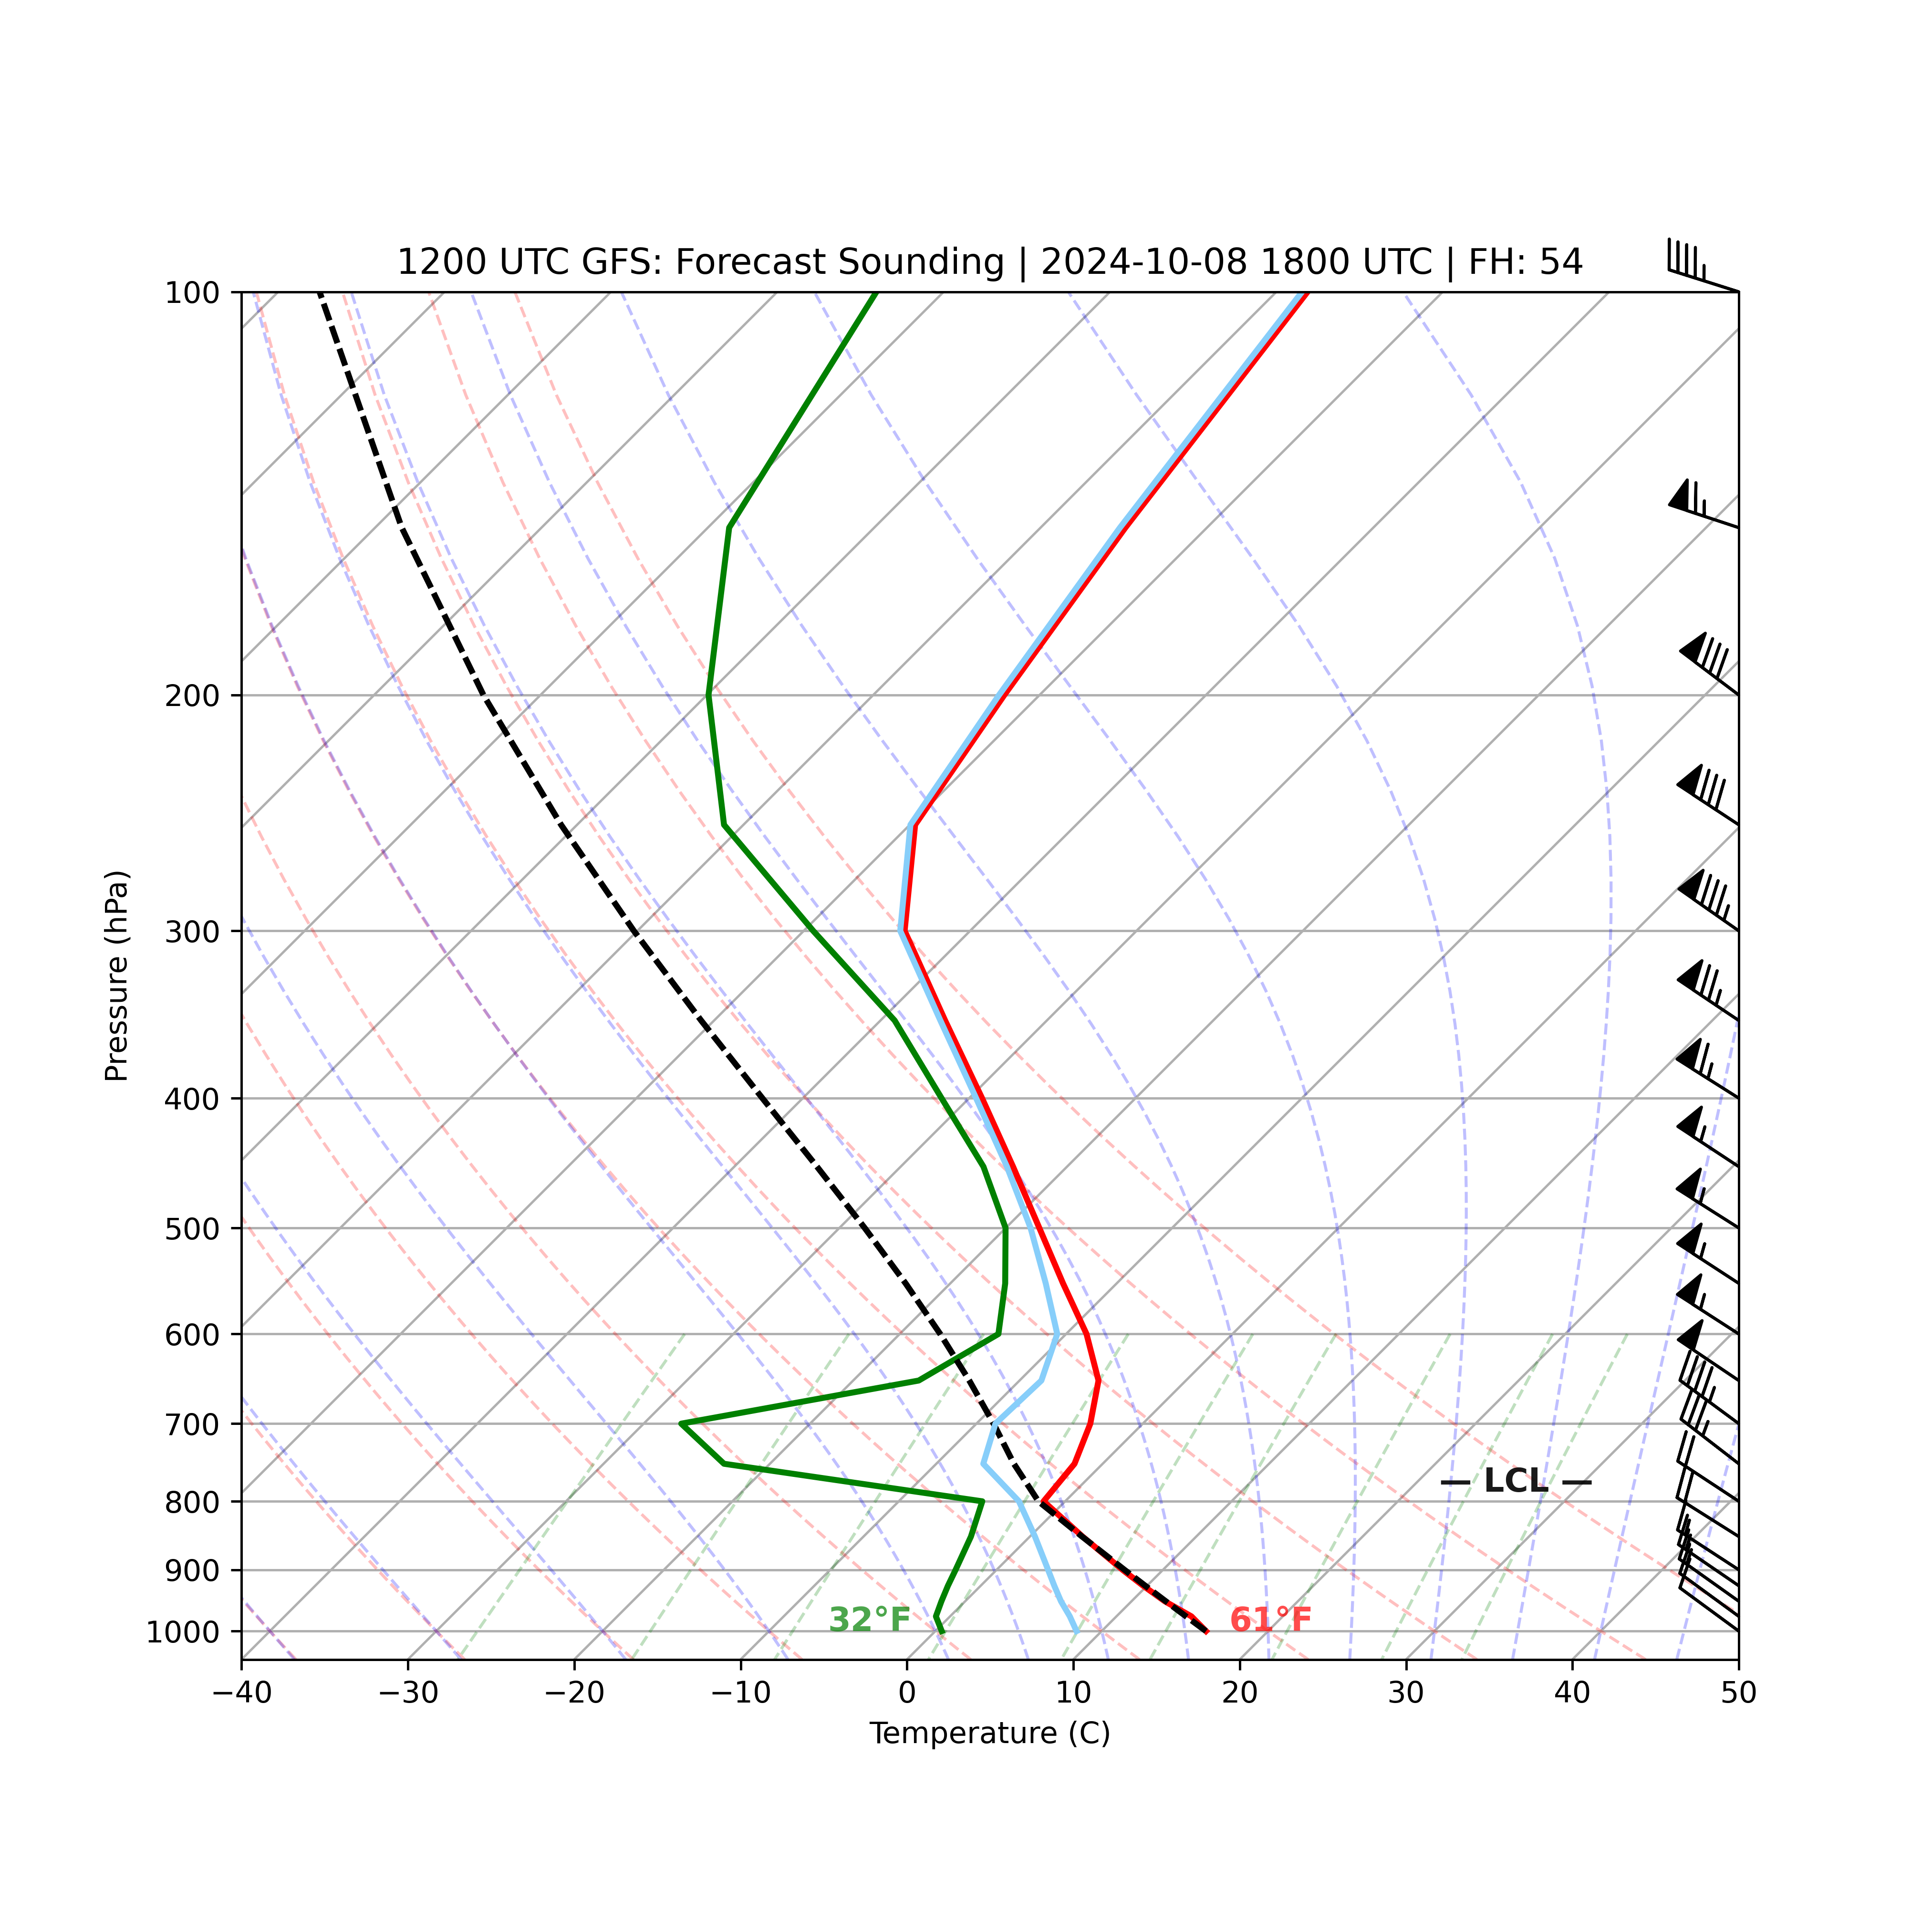 1200 UTC GFS: Forecast Sounding | 2024-10-08 1800 UTC | FH: 54
100
200
300
400
500
600
700
800
900
1000
Pressure (hPa)
— LCL —
32°F
61°F
−40 −30 −20 −10 0 10 20 30 40 50
Temperature (C)